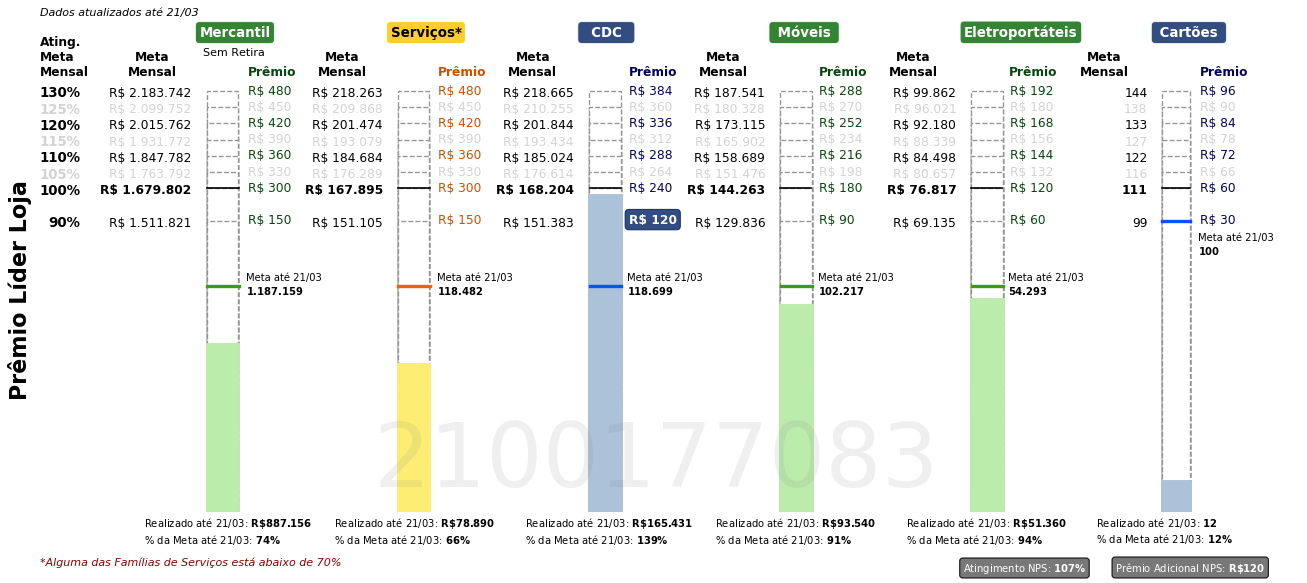 Dados atualizados até 21/03
Mercantil Serviços* CDC Móveis Eletroportáteis Cartões
Sem Retira
Ating. Meta Mensal Meta Mensal Prêmio Meta Mensal Prêmio Meta Mensal Prêmio Meta Mensal Prêmio Meta Mensal Prêmio Meta Mensal Prêmio
130% R$ 2.183.742 R$ 480 R$ 218.263 R$ 480 R$ 218.665 R$ 384 R$ 187.541 R$ 288 R$ 99.862 R$ 192 144 R$ 96
125% R$ 2.099.752 R$ 450 R$ 209.868 R$ 450 R$ 210.255 R$ 360 R$ 180.328 R$ 270 R$ 96.021 R$ 180 138 R$ 90
120% R$ 2.015.762 R$ 420 R$ 201.474 R$ 420 R$ 201.844 R$ 336 R$ 173.115 R$ 252 R$ 92.180 R$ 168 133 R$ 84
115% R$ 1.931.772 R$ 390 R$ 193.079 R$ 390 R$ 193.434 R$ 312 R$ 165.902 R$ 234 R$ 88.339 R$ 156 127 R$ 78
110% R$ 1.847.782 R$ 360 R$ 184.684 R$ 360 R$ 185.024 R$ 288 R$ 158.689 R$ 216 R$ 84.498 R$ 144 122 R$ 72
105% R$ 1.763.792 R$ 330 R$ 176.289 R$ 330 R$ 176.614 R$ 264 R$ 151.476 R$ 198 R$ 80.657 R$ 132 116 R$ 66
100% R$ 1.679.802 R$ 300 R$ 167.895 R$ 300 R$ 168.204 R$ 240 R$ 144.263 R$ 180 R$ 76.817 R$ 120 111 R$ 60
90% R$ 1.511.821 R$ 150 R$ 151.105 R$ 150 R$ 151.383 R$ 120 R$ 129.836 R$ 90 R$ 69.135 R$ 60 99 R$ 30
Meta até 21/03
100
Meta até 21/03 Meta até 21/03 Meta até 21/03 Meta até 21/03 Meta até 21/03
1.187.159 118.482 118.699 102.217 54.293
Prêmio Líder Loja
2100177083
Realizado até 21/03: R$887.156 Realizado até 21/03: R$78.890 Realizado até 21/03: R$165.431 Realizado até 21/03: R$93.540 Realizado até 21/03: R$51.360 Realizado até 21/03: 12
% da Meta até 21/03: 74% % da Meta até 21/03: 66% % da Meta até 21/03: 139% % da Meta até 21/03: 91% % da Meta até 21/03: 94% % da Meta até 21/03: 12%
*Alguma das Famílias de Serviços está abaixo de 70%
Atingimento NPS: 107% Prêmio Adicional NPS: R$120